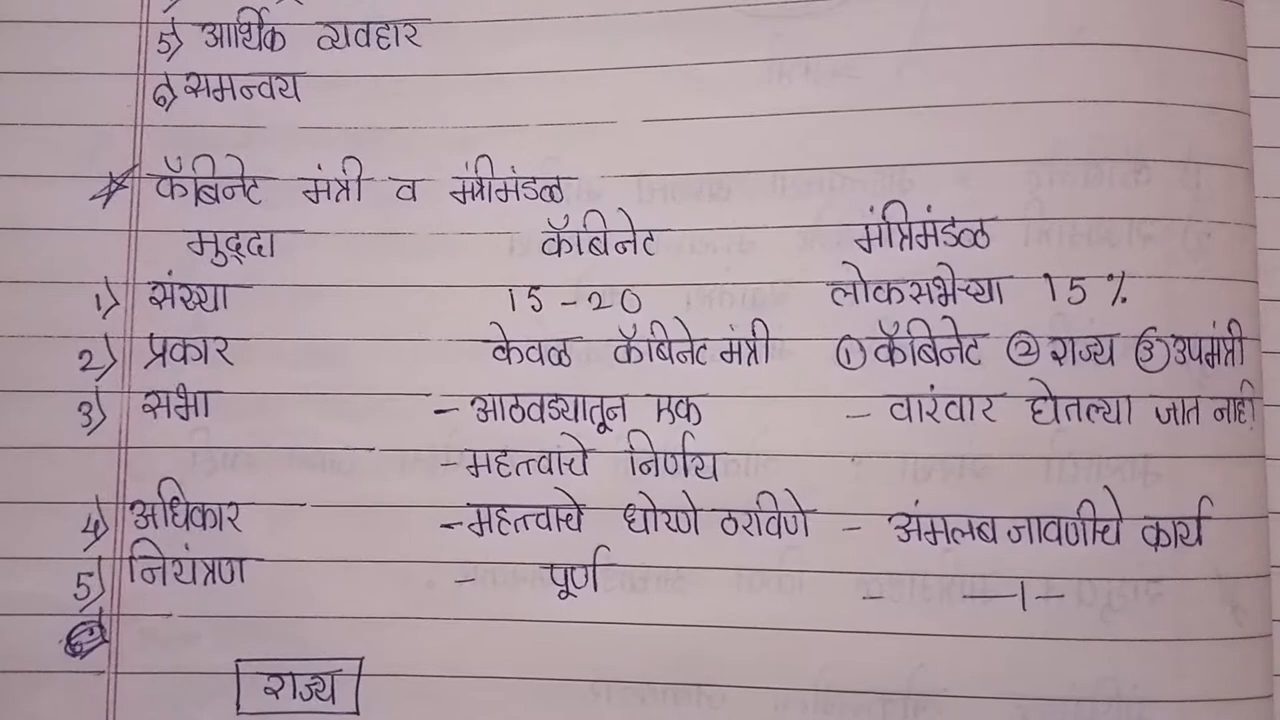 5) आर्थिक व्यवहार
6) समन्वय
* कॅबिनेट मंत्री व मंत्रीमंडळ
मुद्दा कॅबिनेट मंत्रिमंडळ
1) संख्या 15-20 लोकसभेच्या 15%
2) प्रकार केवळ कॅबिनेट मंत्री ① कॅबिनेट ② राज्य ③ उपमंत्री
3) सभा - आठवड्यातून एक - वारंवार घेतल्या जात नाही
- महत्त्वाचे निर्णय
4) अधिकार - महत्त्वाचे धोरणे ठरविणे - अंमलबजावणीचे कार्य
5) नियंत्रण - पूर्ण - -।-
राज्य